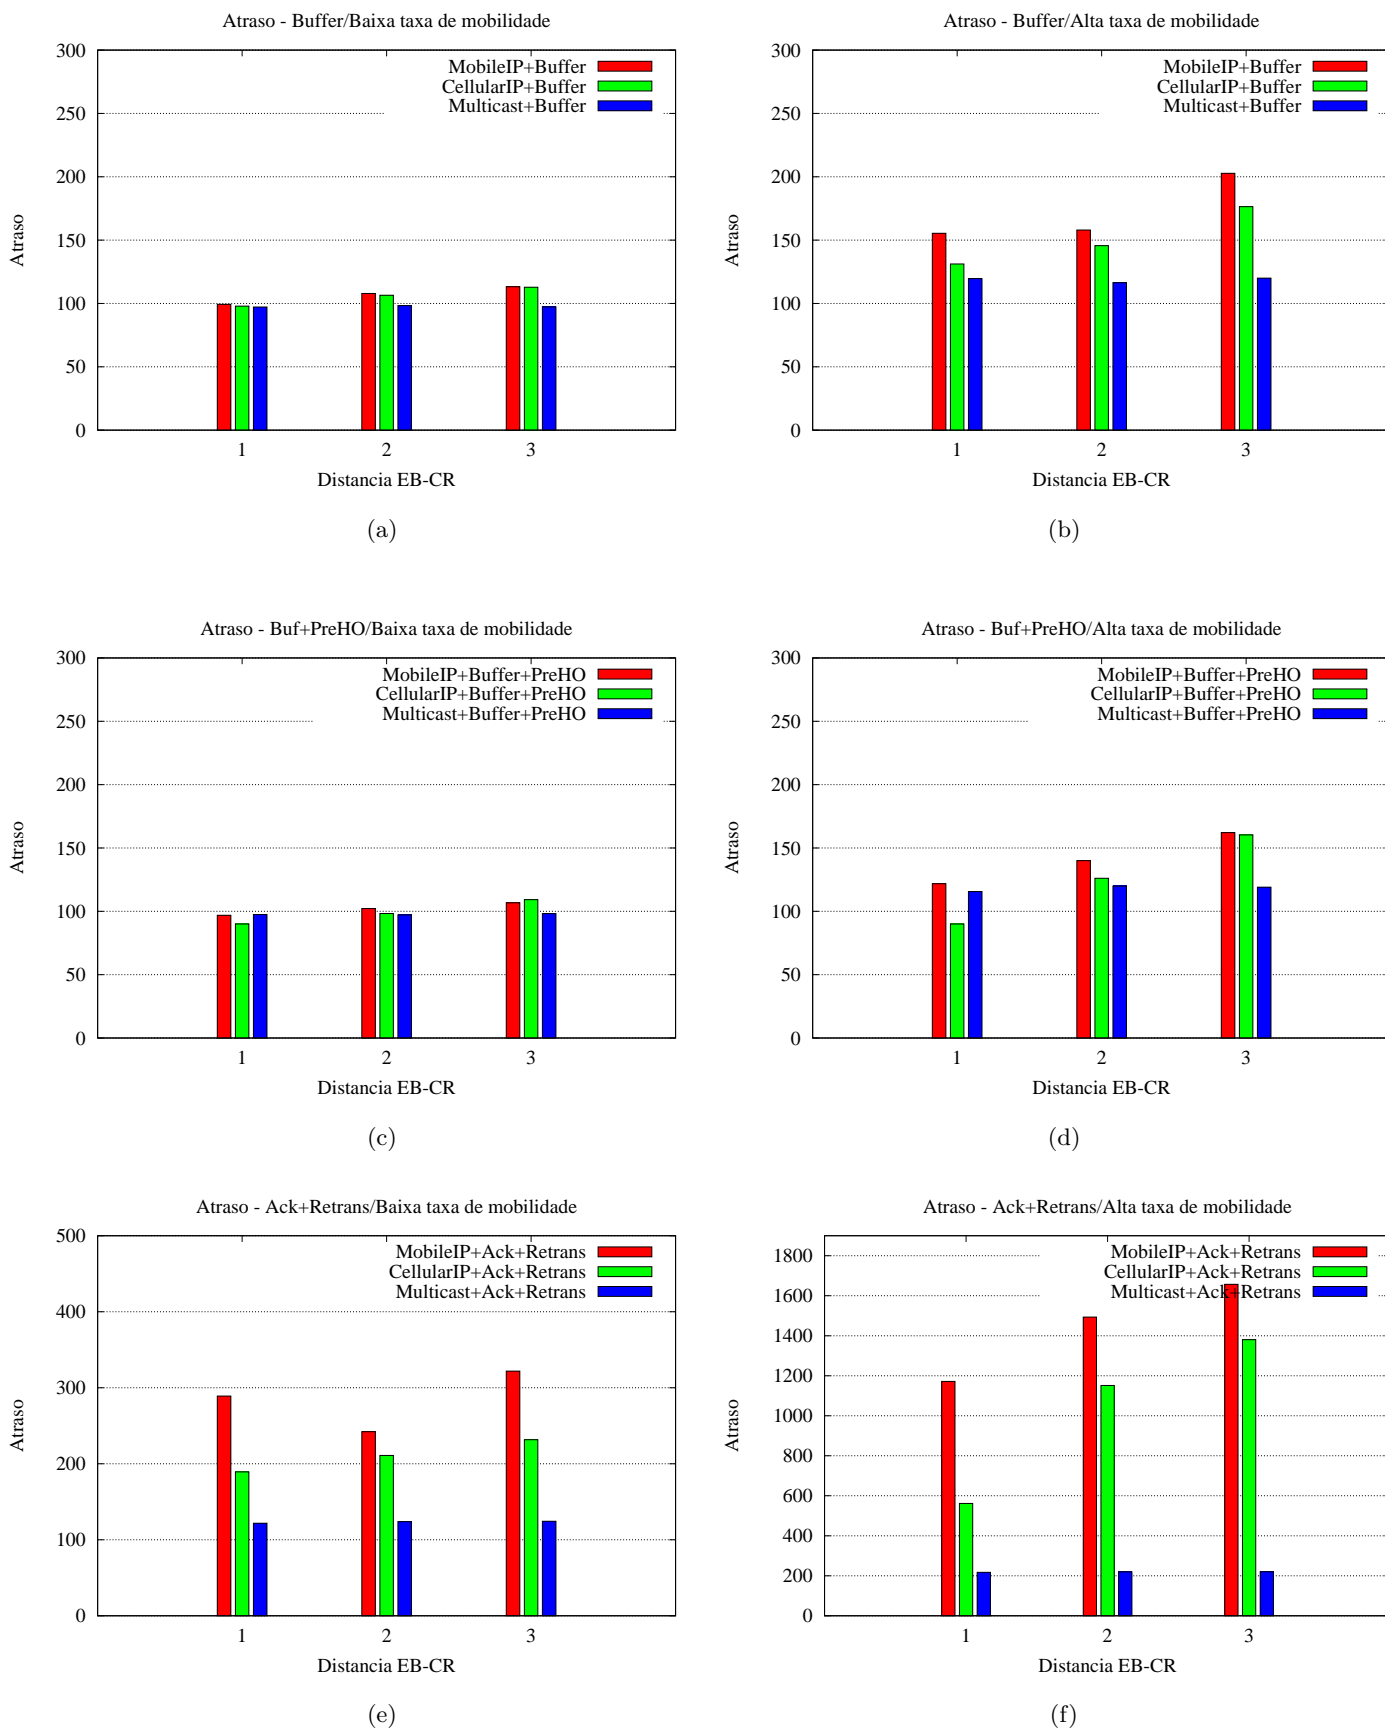 Atraso - Buffer/Baixa taxa de mobilidade
300
250
200
150
100
50
0
Atraso
MobileIP+Buffer
CellularIP+Buffer
Multicast+Buffer
1 2 3
Distancia EB-CR
(a)
Atraso - Buffer/Alta taxa de mobilidade
300
250
200
150
100
50
0
Atraso
MobileIP+Buffer
CellularIP+Buffer
Multicast+Buffer
1 2 3
Distancia EB-CR
(b)
Atraso - Buf+PreHO/Baixa taxa de mobilidade
300
250
200
150
100
50
0
Atraso
MobileIP+Buffer+PreHO
CellularIP+Buffer+PreHO
Multicast+Buffer+PreHO
1 2 3
Distancia EB-CR
(c)
Atraso - Buf+PreHO/Alta taxa de mobilidade
300
250
200
150
100
50
0
Atraso
MobileIP+Buffer+PreHO
CellularIP+Buffer+PreHO
Multicast+Buffer+PreHO
1 2 3
Distancia EB-CR
(d)
Atraso - Ack+Retrans/Baixa taxa de mobilidade
500
400
300
200
100
0
Atraso
MobileIP+Ack+Retrans
CellularIP+Ack+Retrans
Multicast+Ack+Retrans
1 2 3
Distancia EB-CR
(e)
Atraso - Ack+Retrans/Alta taxa de mobilidade
1800
1600
1400
1200
1000
800
600
400
200
0
Atraso
MobileIP+Ack+Retrans
CellularIP+Ack+Retrans
Multicast+Ack+Retrans
1 2 3
Distancia EB-CR
(f)